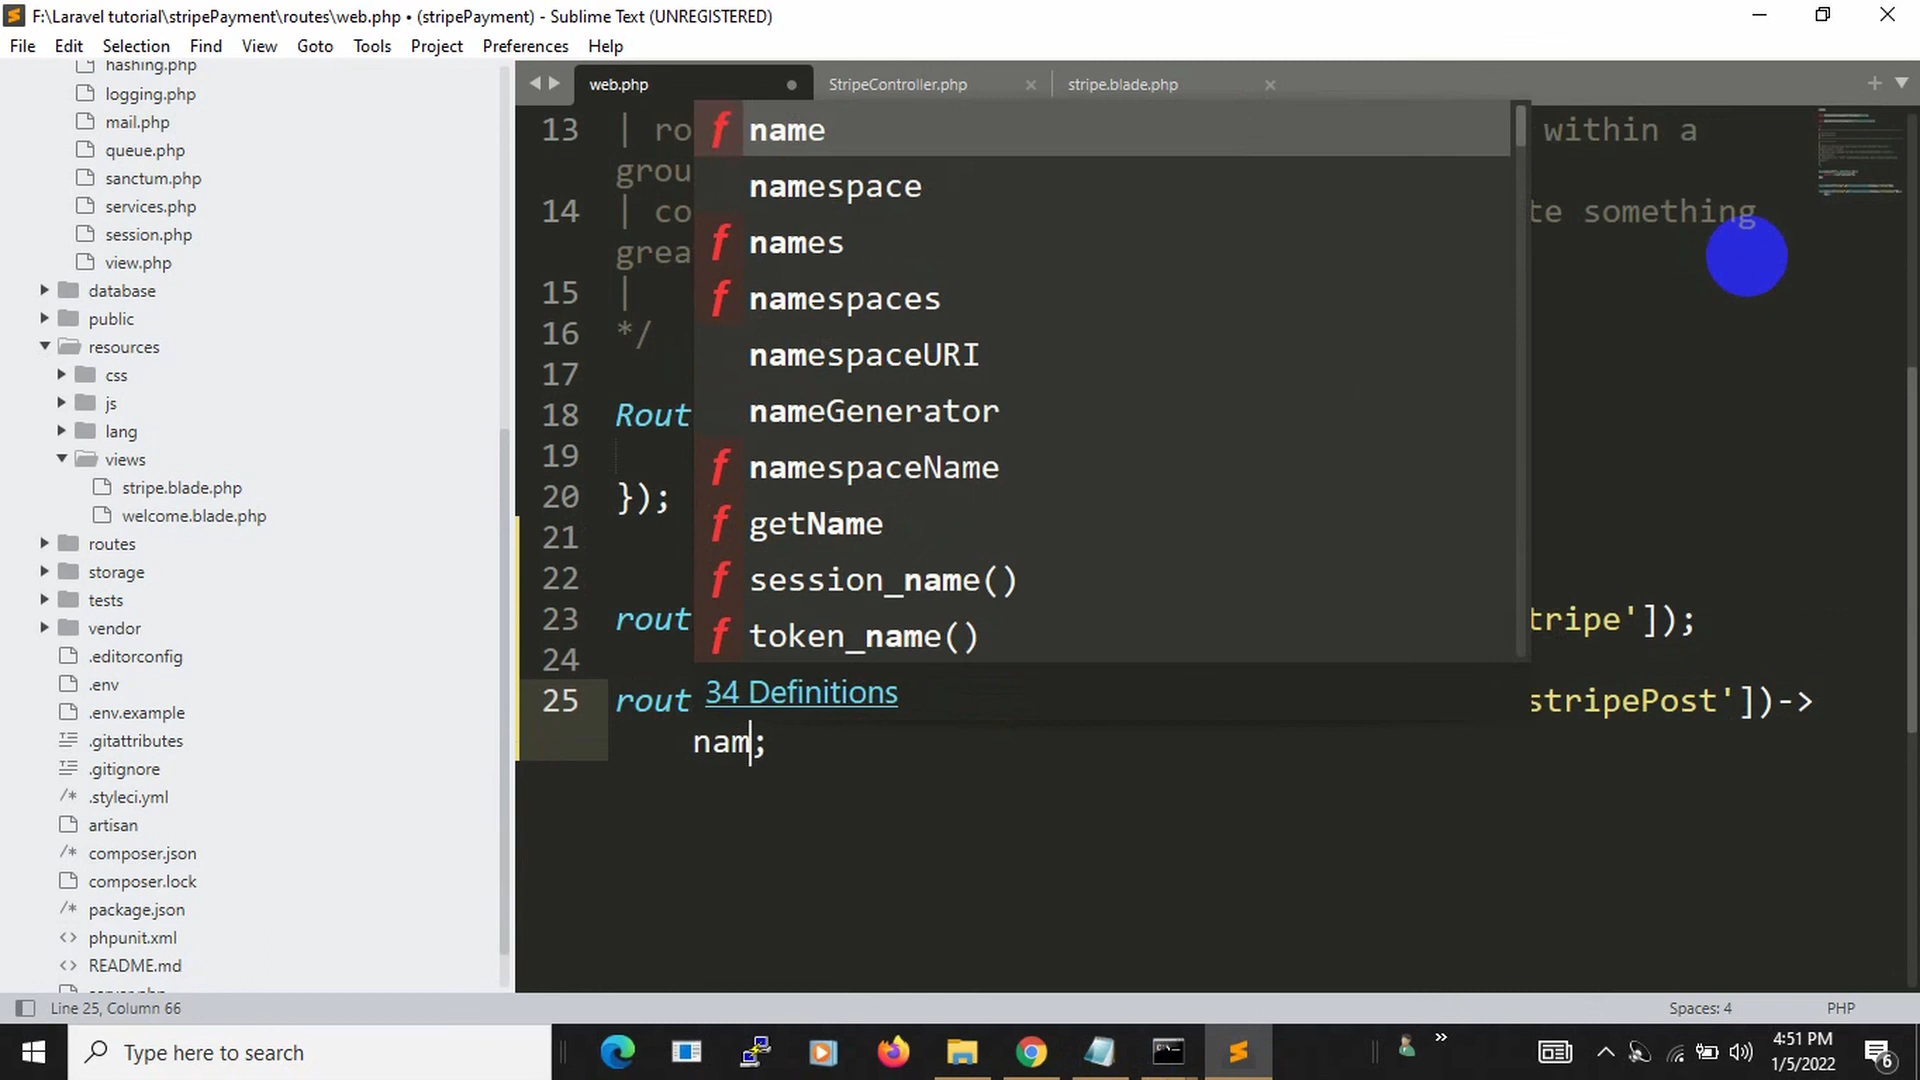 F:\Laravel tutorial\stripePayment\routes\web.php • (stripePayment) - Sublime Text (UNREGISTERED)
File Edit Selection Find View Goto Tools Project Preferences Help
hashing.php
logging.php
mail.php
queue.php
sanctum.php
services.php
session.php
view.php
database
public
resources
css
js
lang
views
stripe.blade.php
welcome.blade.php
routes
storage
tests
vendor
.editorconfig
.env
.env.example
.gitattributes
.gitignore
.styleci.yml
artisan
composer.json
composer.lock
package.json
phpunit.xml
README.md
web.php StripeController.php stripe.blade.php
13 | ro within a
grou
14 | co te something
grea
15 |
16 */
17
18 Rout
19
20 });
21
22
23 rout tripe']);
24
25 rout stripePost'])->
nam;
name
namespace
names
namespaces
namespaceURI
nameGenerator
namespaceName
getName
session_name()
token_name()
34 Definitions
Line 25, Column 66 Spaces: 4 PHP
Type here to search
4:51 PM
1/5/2022
6